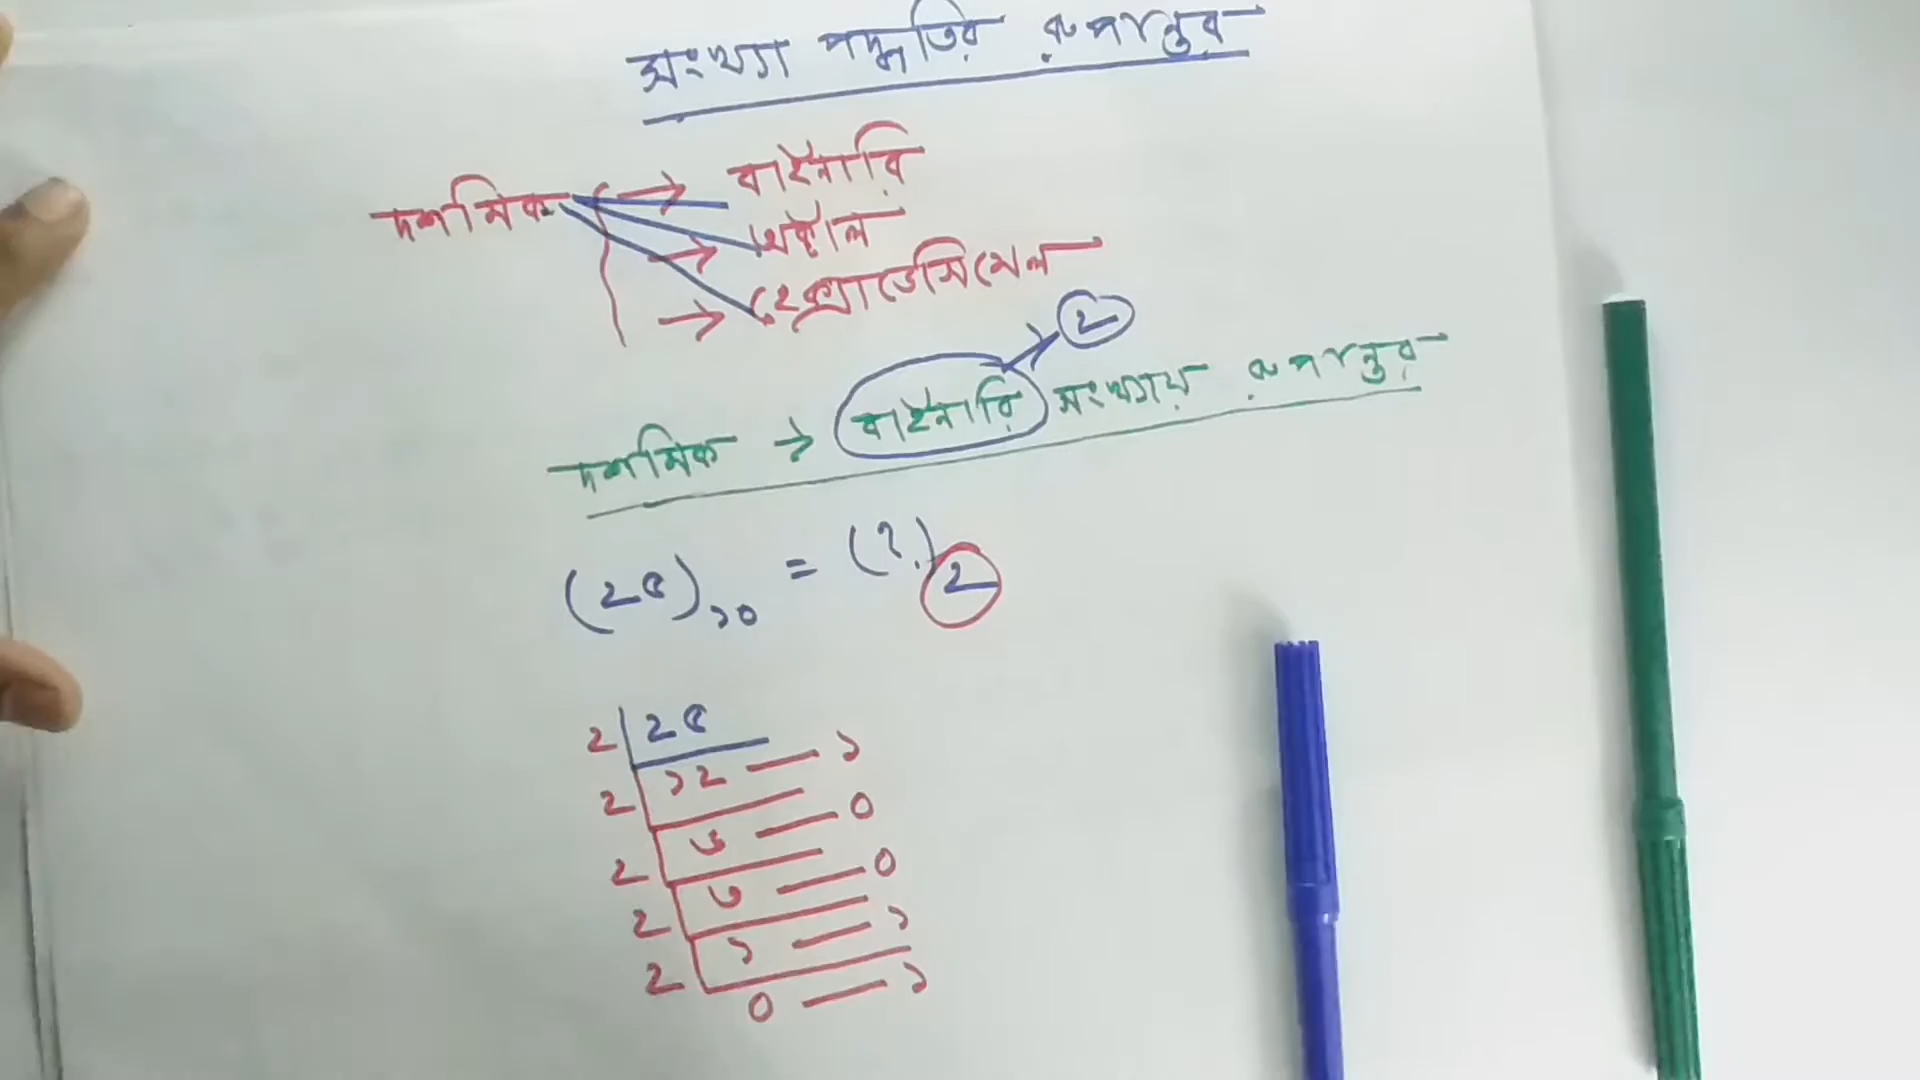 সংখ্যা পদ্ধতির রুপান্তর
দশমিক → বাইনারি
→ অক্টাল
→ হেক্সাডেসিমেল
২
দশমিক → বাইনারি সংখ্যায় রুপান্তর
(২৫)১০ = (?)২
২ | ২৫
২ | ১২ — ১
২ | ৬ — ০
২ | ৩ — ০
২ | ১ — ১
০ — ১